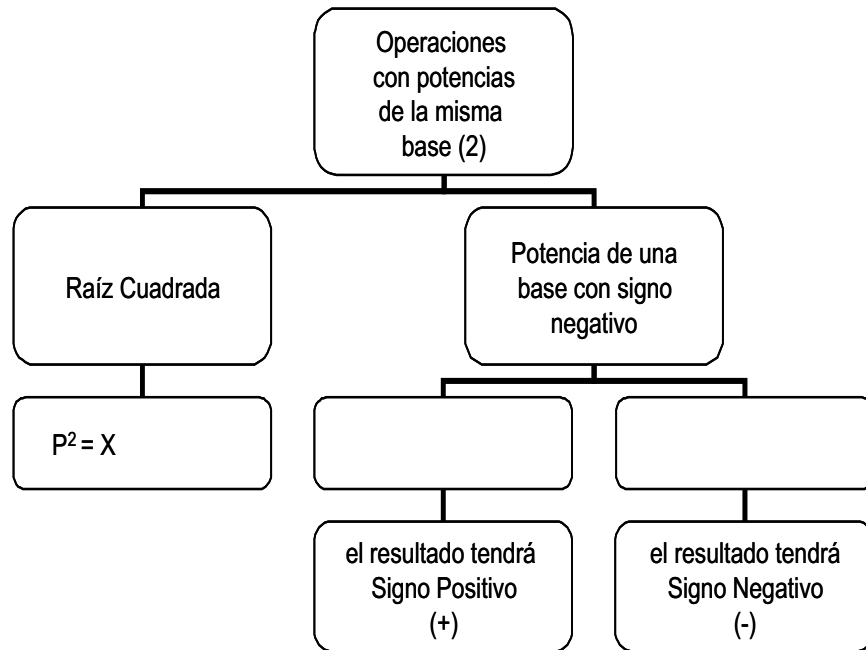 Operaciones
con potencias
de la misma
base (2)
Raíz Cuadrada
Potencia de una
base con signo
negativo
P² = X
el resultado tendrá
Signo Positivo
(+)
el resultado tendrá
Signo Negativo
(-)